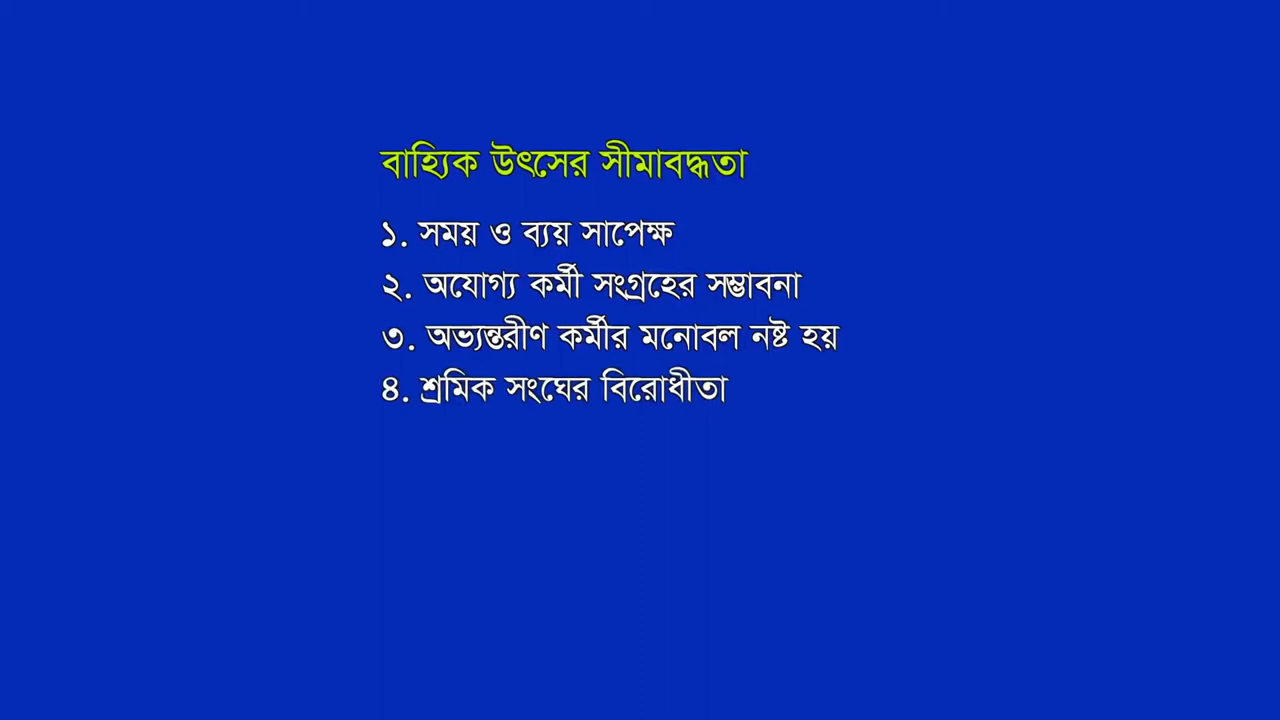 বাহ্যিক উৎসের সীমাবদ্ধতা
১. সময় ও ব্যয় সাপেক্ষ
২. অযোগ্য কর্মী সংগ্রহের সম্ভাবনা
৩. অভ্যন্তরীণ কর্মীর মনোবল নষ্ট হয়
৪. শ্রমিক সংঘের বিরোধীতা